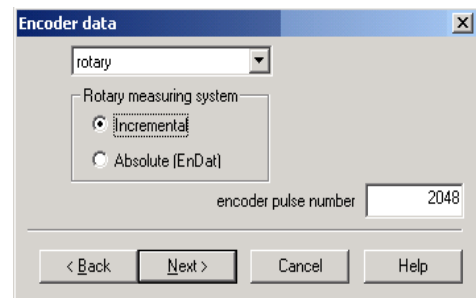 Encoder data
rotary
Rotary measuring system
Incremental
Absolute (EnDat)
encoder pulse number 2048
< Back Next > Cancel Help